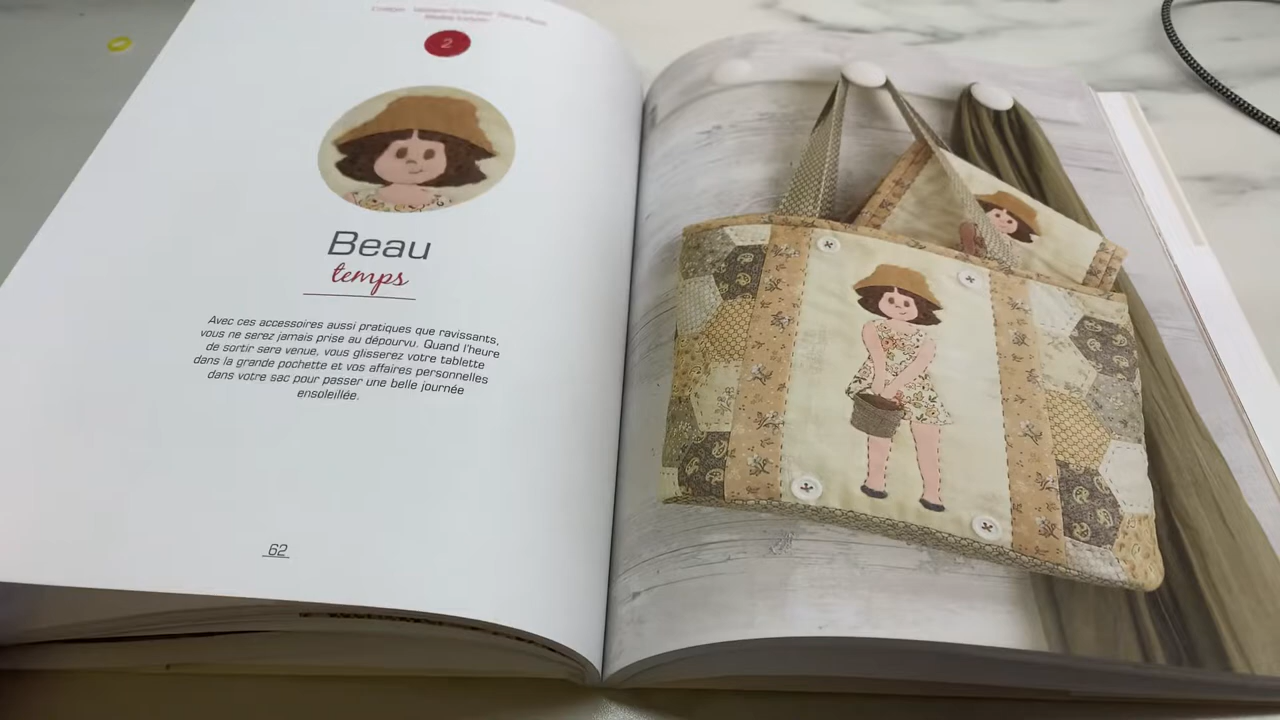 2
Beau
temps
Avec ces accessoires aussi pratiques que ravissants,
vous ne serez jamais prise au dépourvu. Quand l'heure
de sortir sera venue, vous glisserez votre tablette
dans la grande pochette et vos affaires personnelles
dans votre sac pour passer une belle journée
ensoleillée.
62